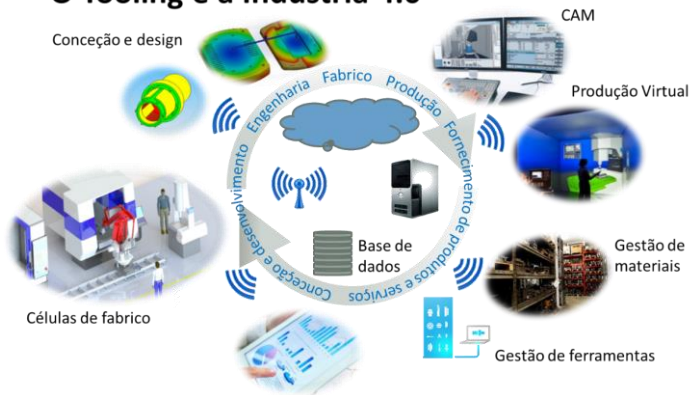 O Tooling e a Indústria 4.0
CAM
Conceção e design
Produção Virtual
Conceção e desenvolvimento Engenharia Fabrico Produção Fornecimento de produtos e serviços
Base de
dados
Gestão de
materiais
Células de fabrico
Gestão de ferramentas